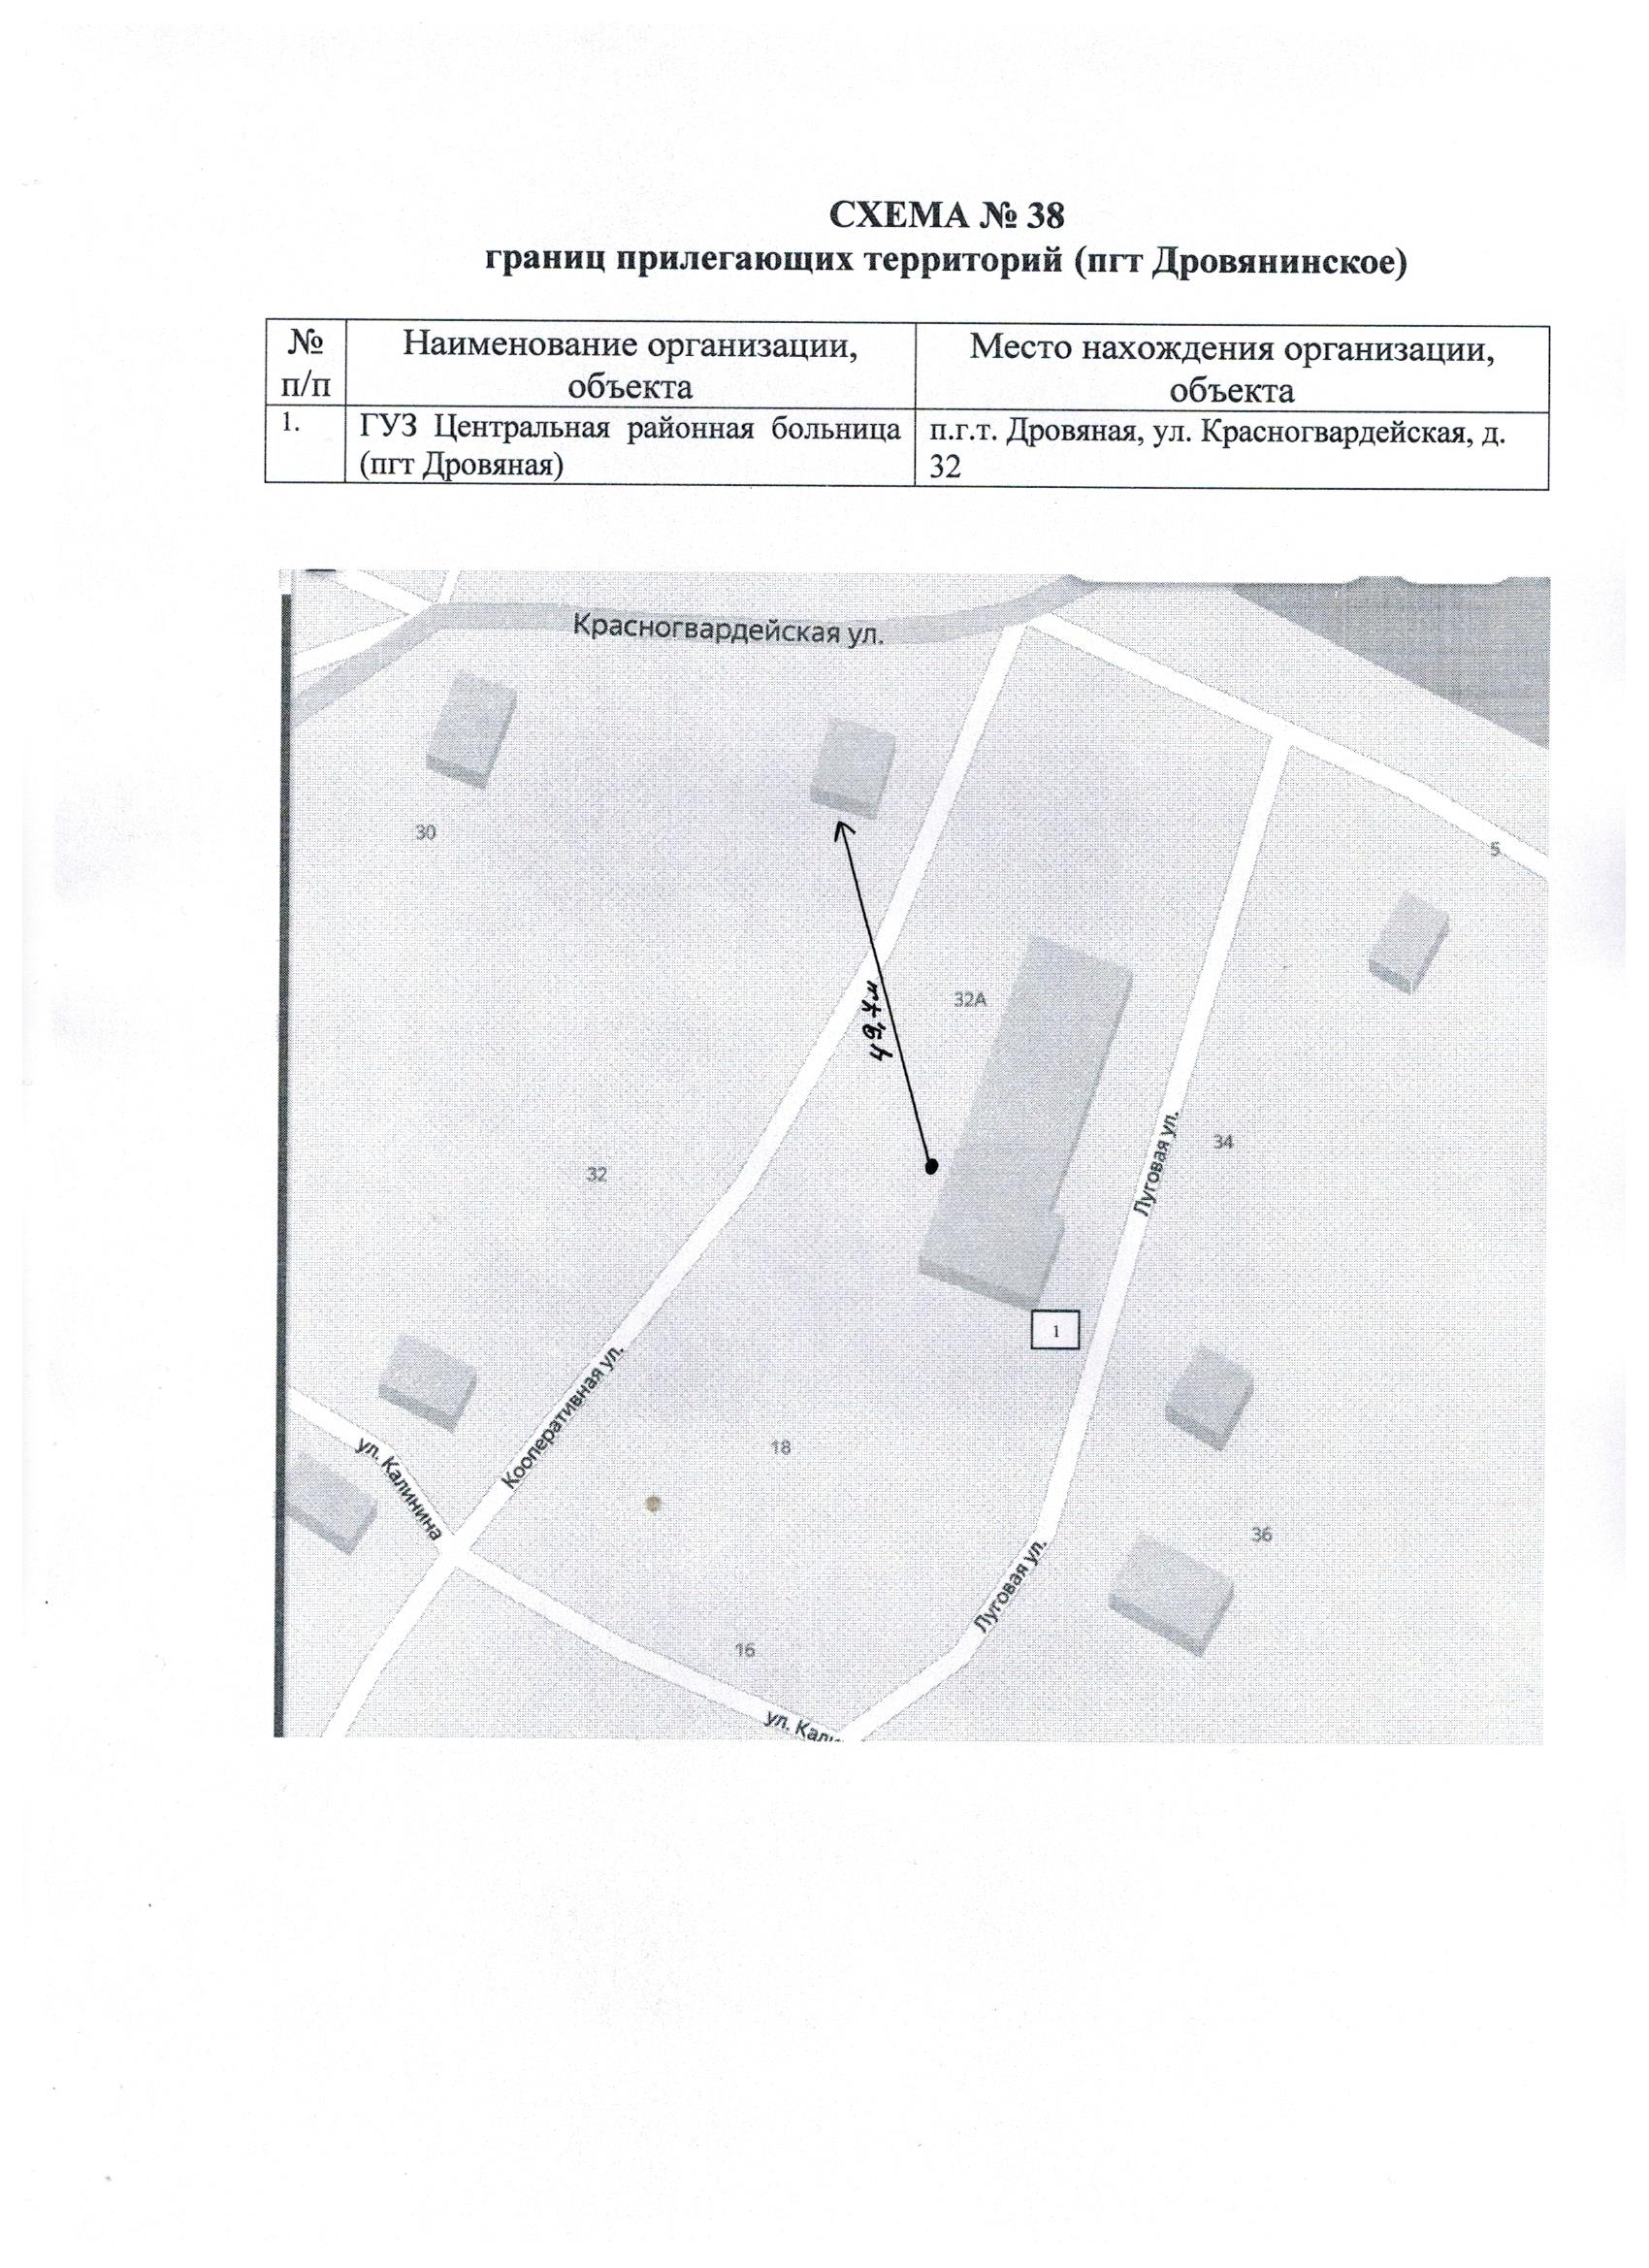 СХЕМА № 38
границ прилегающих территорий (пгт Дровянинское)
№ п/п
Наименование организации, объекта
Место нахождения организации, объекта
1.
ГУЗ Центральная районная больница
(пгт Дровяная)
п.г.т. Дровяная, ул. Красногвардейская, д.
32
Красногвардейская ул.
30
5
32А
49,7м
34
Луговая ул.
32
1
Кооперативная ул.
ул. Калинина
18
36
Луговая ул.
16
ул. Кали